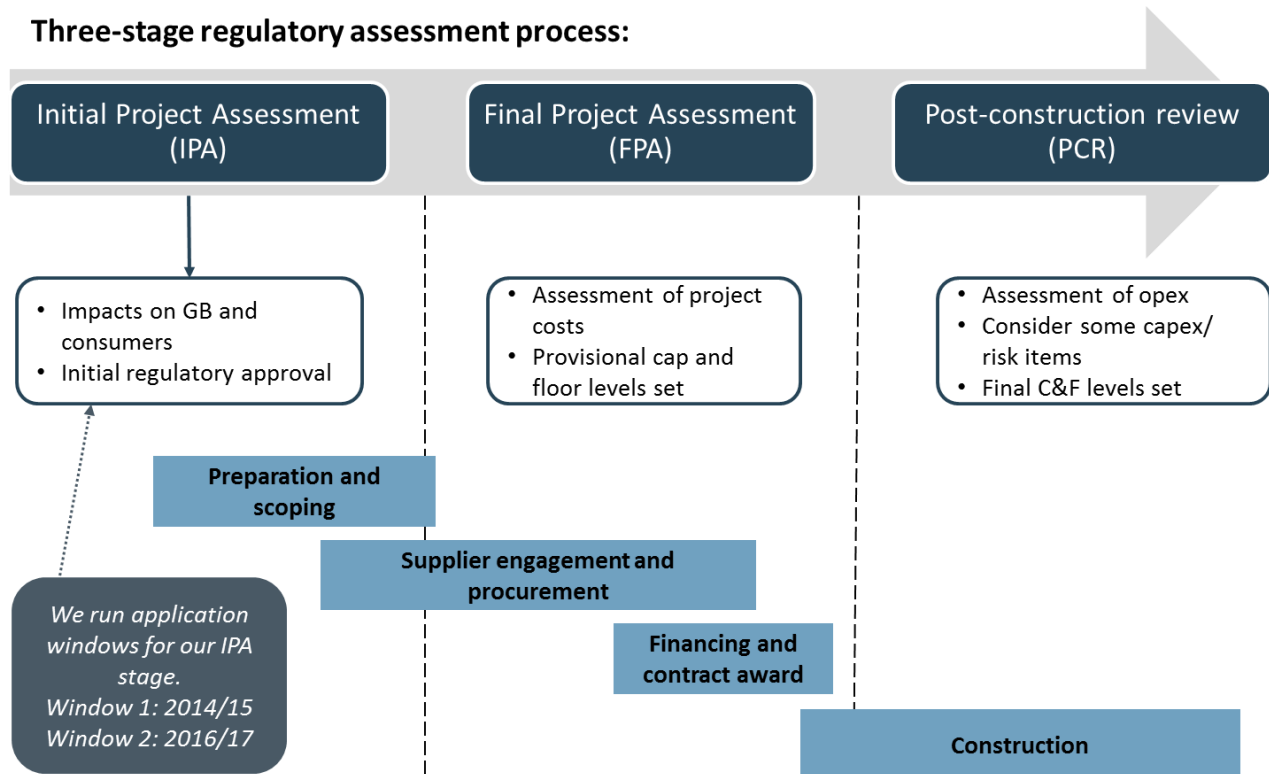 Three-stage regulatory assessment process:
Initial Project Assessment
(IPA)
Final Project Assessment
(FPA)
Post-construction review
(PCR)
• Impacts on GB and
consumers
• Initial regulatory approval
• Assessment of project
costs
• Provisional cap and
floor levels set
• Assessment of opex
• Consider some capex/
risk items
• Final C&F levels set
Preparation and
scoping
Supplier engagement and
procurement
Financing and
contract award
Construction
We run application
windows for our IPA
stage.
Window 1: 2014/15
Window 2: 2016/17